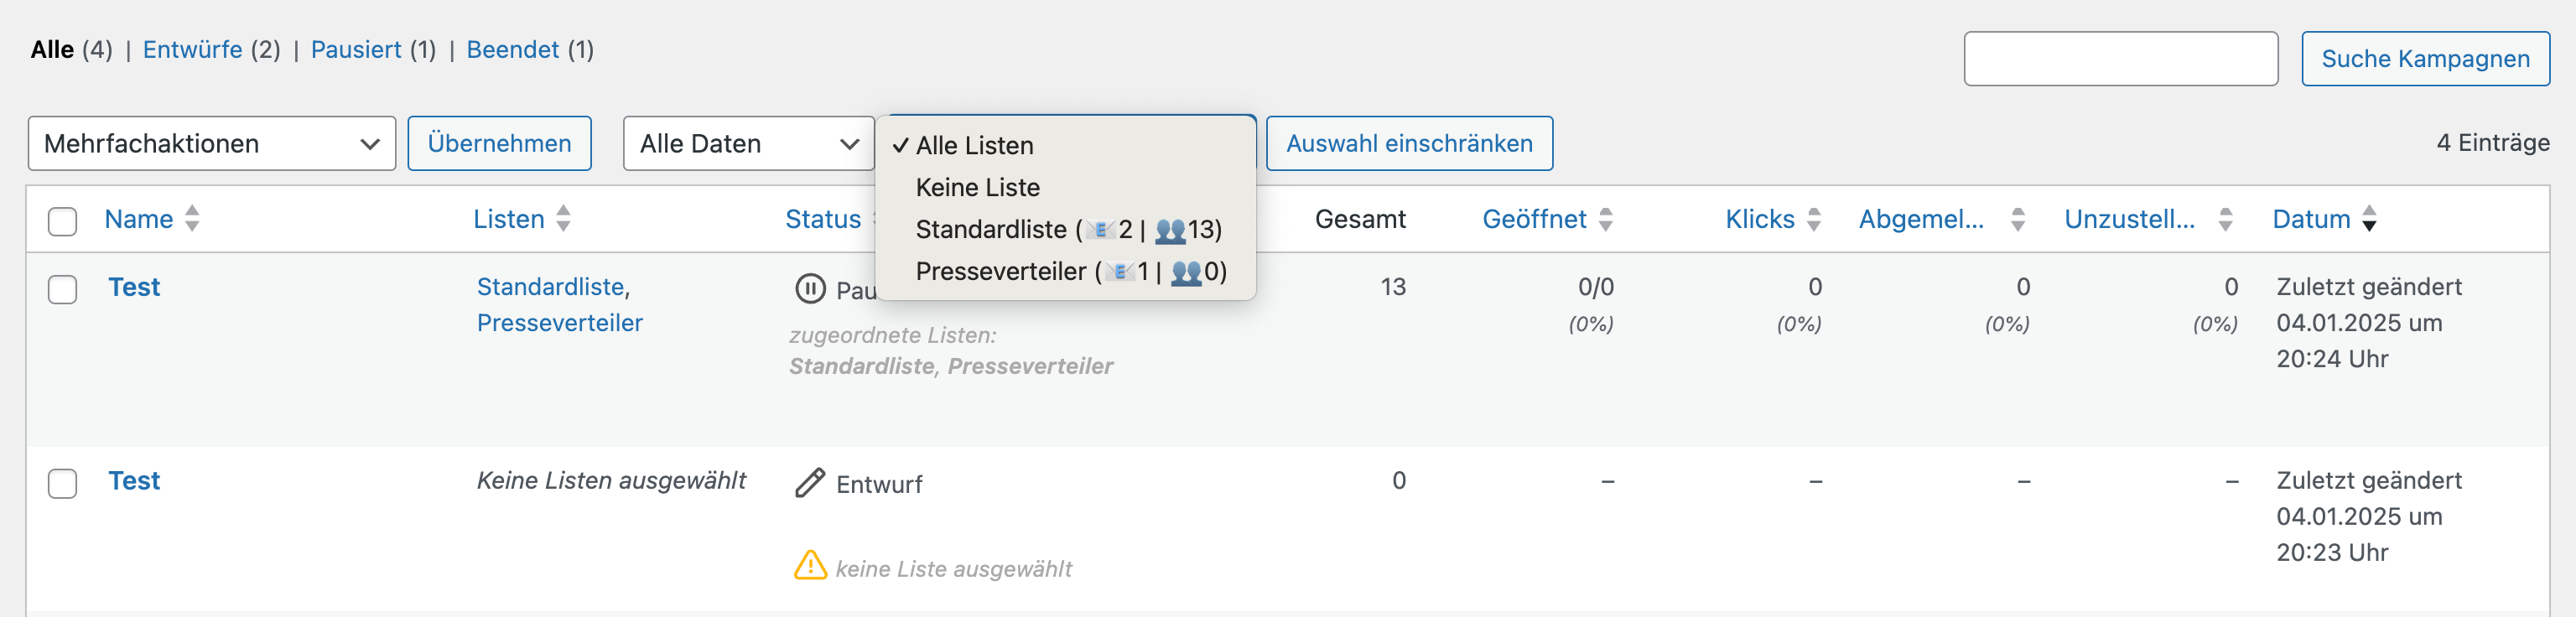 Alle (4) | Entwürfe (2) | Pausiert (1) | Beendet (1)
Suche Kampagnen
Mehrfachaktionen
Übernehmen
Alle Daten
✓ Alle Listen
Keine Liste
Standardliste (📧2 | 👥13)
Presseverteiler (📧1 | 👥0)
Auswahl einschränken
4 Einträge
Name Listen Status Gesamt Geöffnet Klicks Abgemel... Unzustell... Datum
Test
Standardliste,
Presseverteiler
zugeordnete Listen:
Standardliste, Presseverteiler
13
0/0
(0%)
0
(0%)
0
(0%)
0
(0%)
Zuletzt geändert
04.01.2025 um
20:24 Uhr
Test
Keine Listen ausgewählt
Entwurf
keine Liste ausgewählt
0
–
–
–
–
Zuletzt geändert
04.01.2025 um
20:23 Uhr